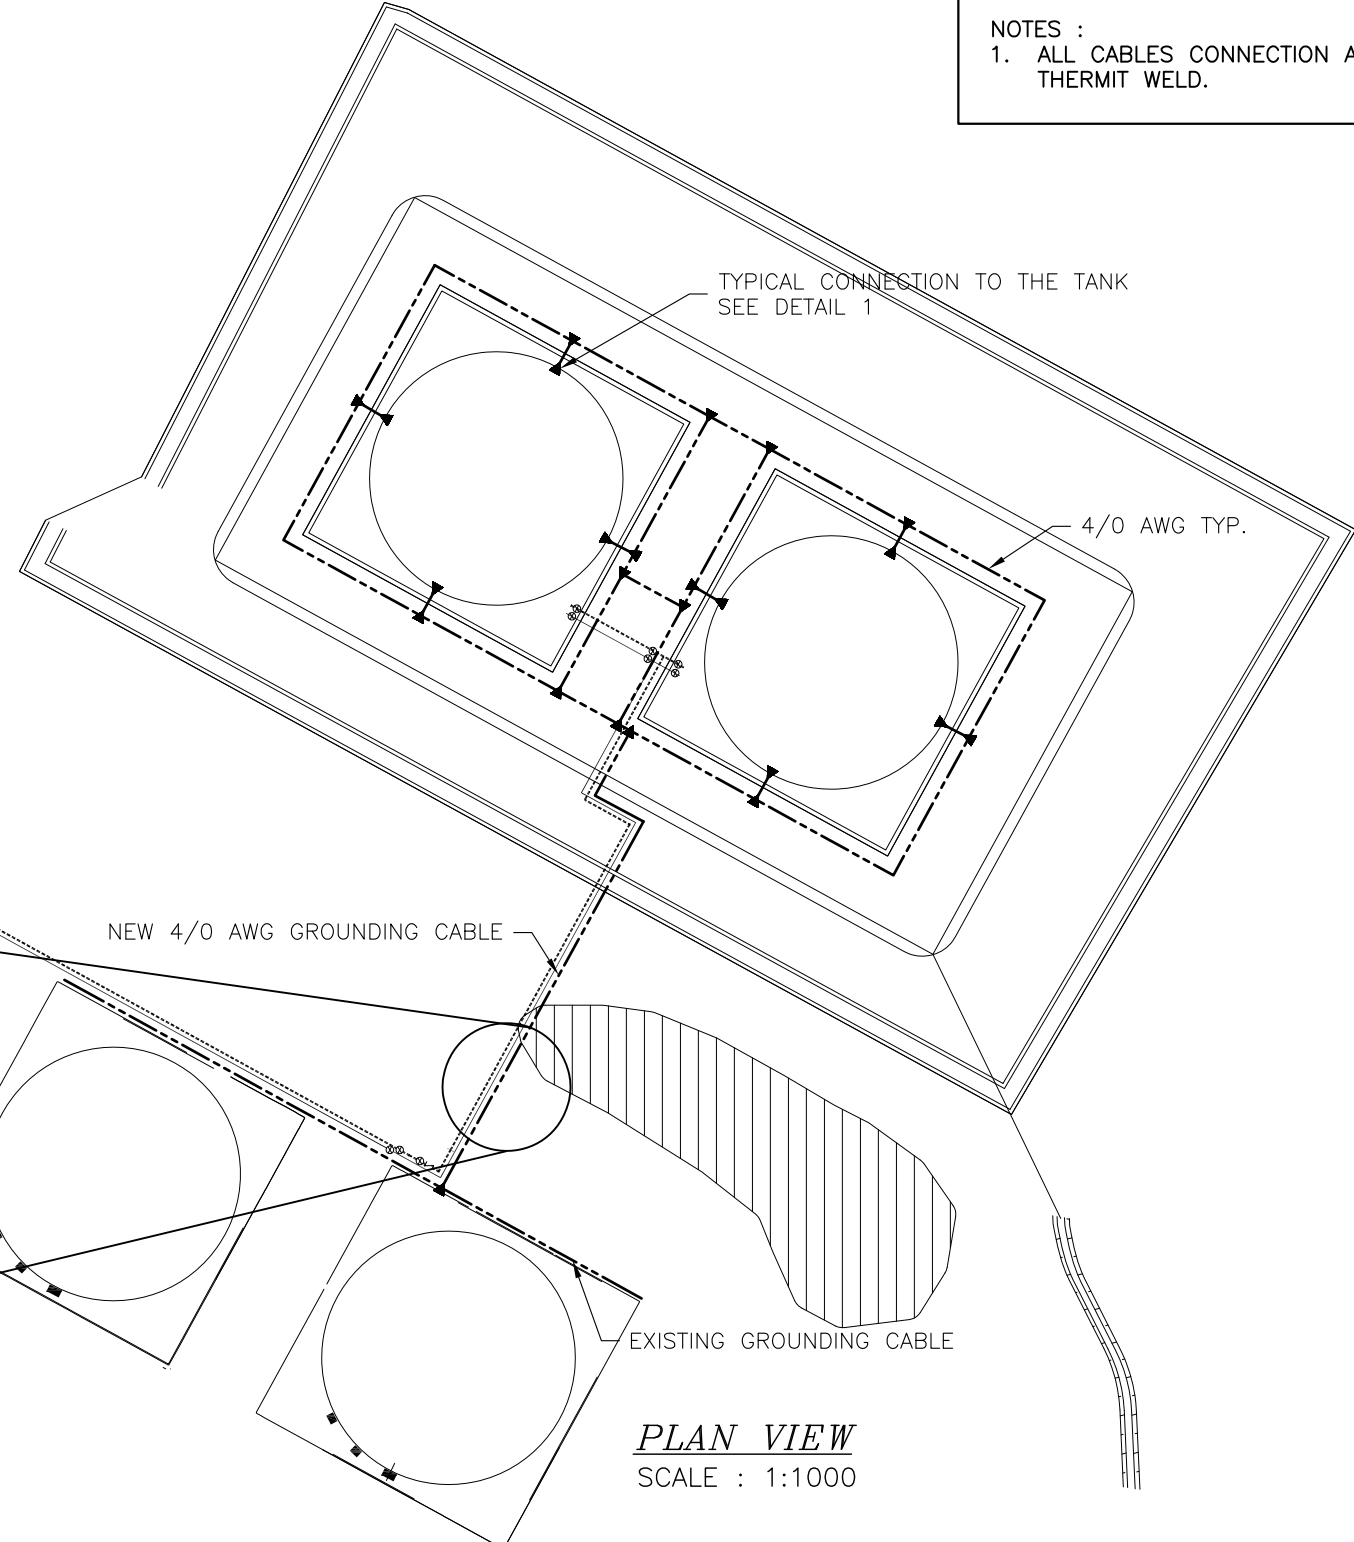 NOTES :
1. ALL CABLES CONNECTION A
THERMIT WELD.
TYPICAL CONNECTION TO THE TANK
SEE DETAIL 1
4/0 AWG TYP.
NEW 4/0 AWG GROUNDING CABLE
EXISTING GROUNDING CABLE
PLAN VIEW
SCALE : 1:1000